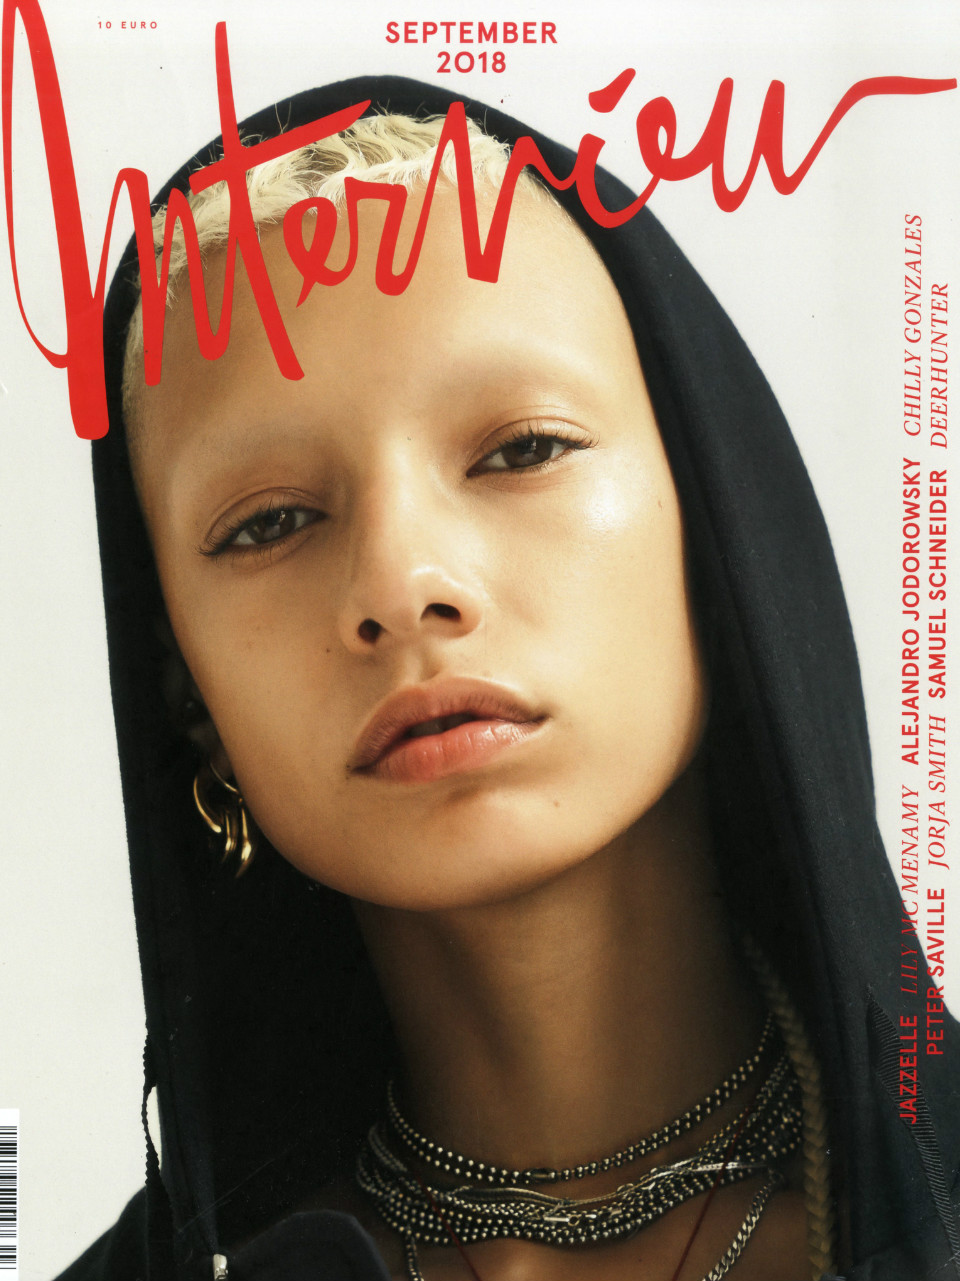 10 EURO
SEPTEMBER
2018
Interview
JAZZELLE LILY MC MENAMY ALEJANDRO JODOROWSKY CHILLY GONZALES
PETER SAVILLE JORJA SMITH SAMUEL SCHNEIDER DEERHUNTER